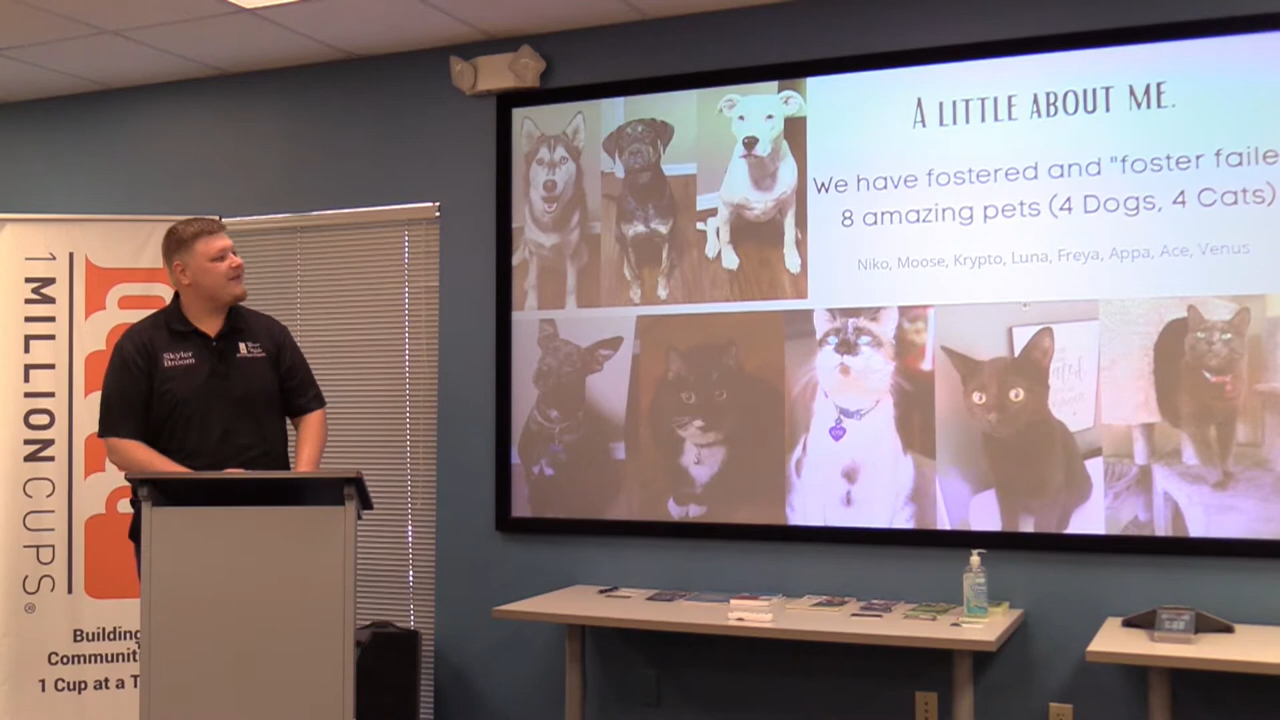 A LITTLE ABOUT ME.
We have fostered and "foster faile
8 amazing pets (4 Dogs, 4 Cats)
Niko, Moose, Krypto, Luna, Freya, Appa, Ace, Venus
1 MILLION CUPS®
Skyler
Broom
Building
Communit
1 Cup at a T